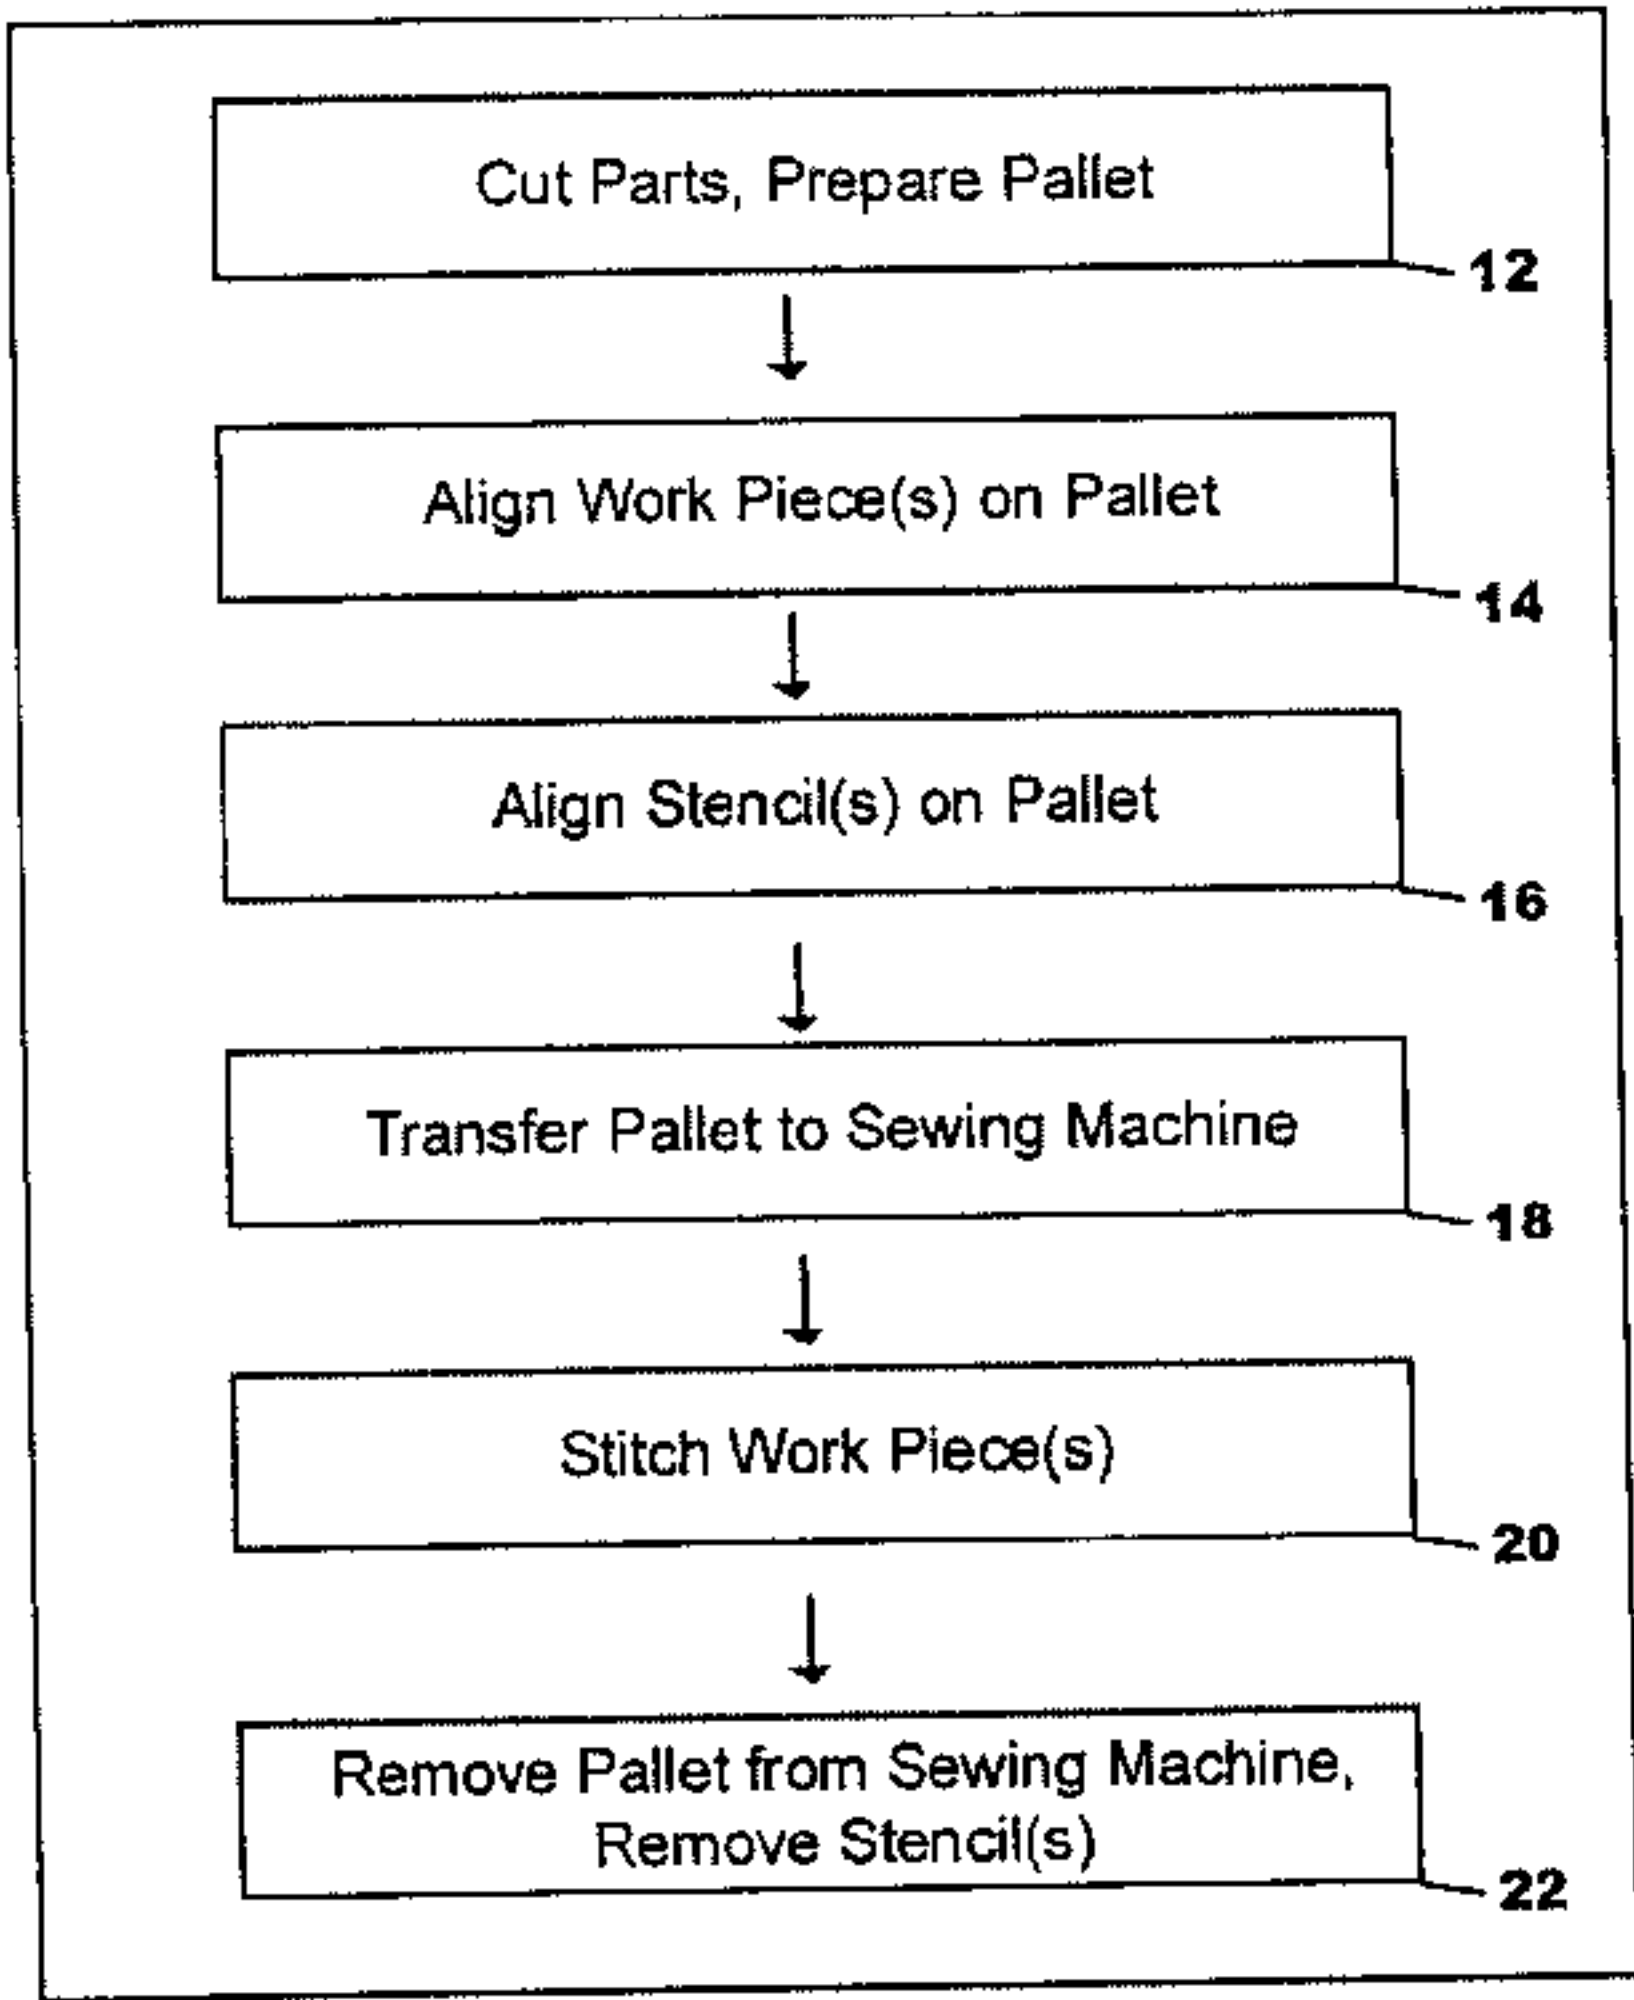 Cut Parts, Prepare Pallet
12
Align Work Piece(s) on Pallet
14
Align Stencil(s) on Pallet
16
Transfer Pallet to Sewing Machine
18
Stitch Work Piece(s)
20
Remove Pallet from Sewing Machine,
Remove Stencil(s)
22